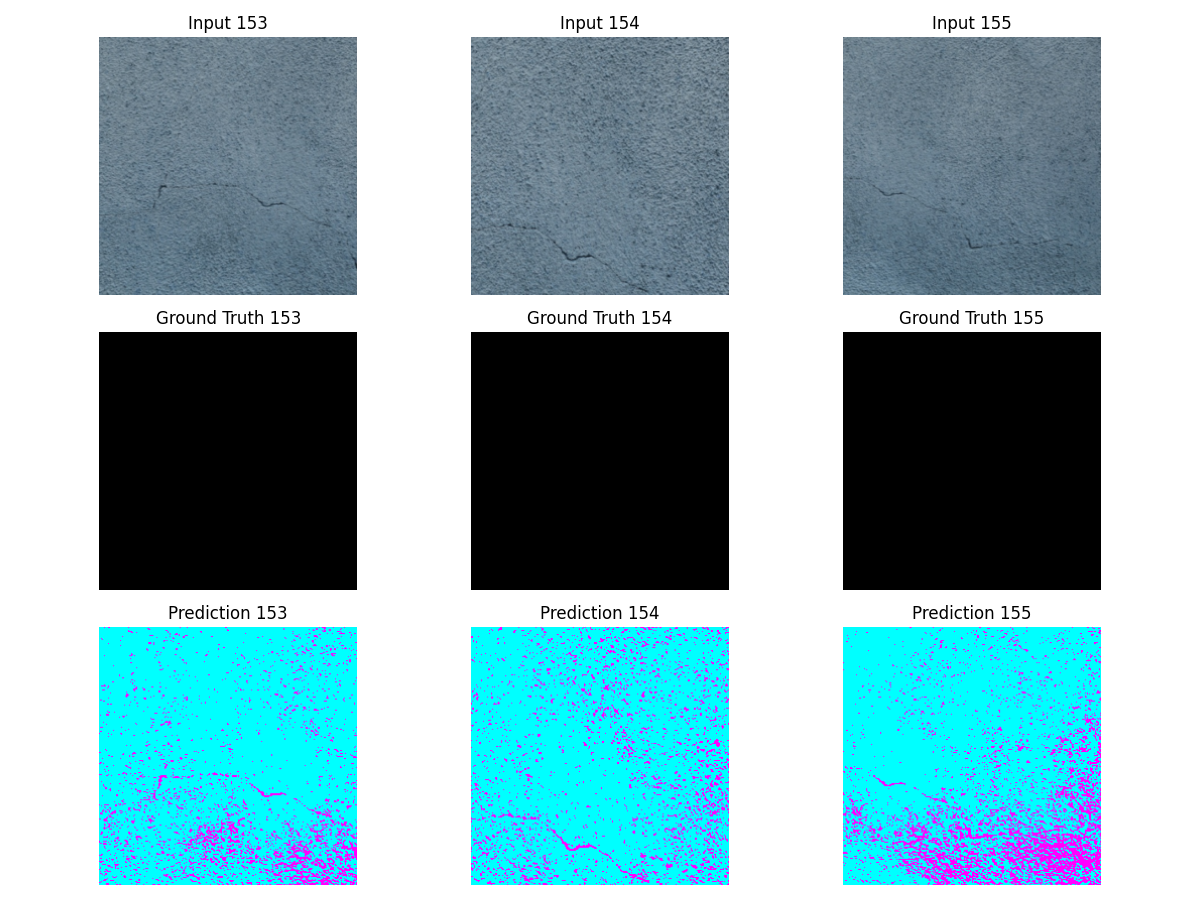 Input 153
Input 154
Input 155
Ground Truth 153
Ground Truth 154
Ground Truth 155
Prediction 153
Prediction 154
Prediction 155